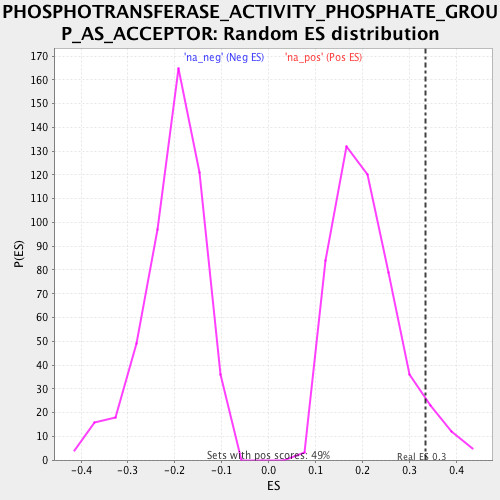 PHOSPHOTRANSFERASE_ACTIVITY_PHOSPHATE_GROU
P_AS_ACCEPTOR: Random ES distribution
'na_neg' (Neg ES) 'na_pos' (Pos ES)
170
160
150
140
130
120
110
100
90
80
70
60
50
40
30
20
10
0
P(ES)
Sets with pos scores: 49%
Real ES 0.3
-0.4 -0.3 -0.2 -0.1 0.0 0.1 0.2 0.3 0.4
ES